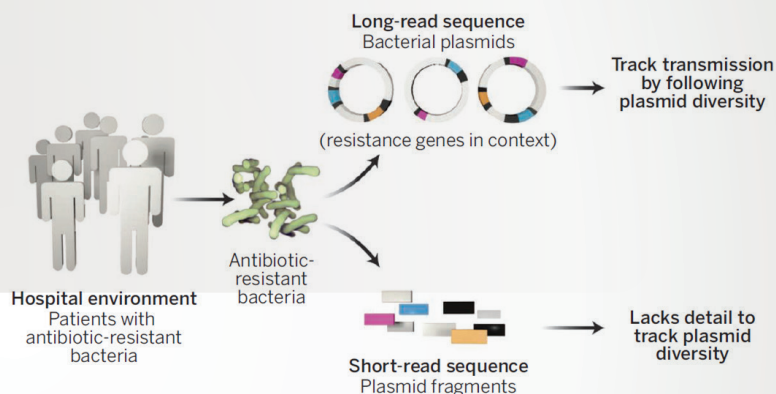 Long-read sequence
Bacterial plasmids
(resistance genes in context)
Track transmission
by following
plasmid diversity
Hospital environment
Patients with
antibiotic-resistant
bacteria
Antibiotic-
resistant
bacteria
Short-read sequence
Plasmid fragments
Lacks detail to
track plasmid
diversity